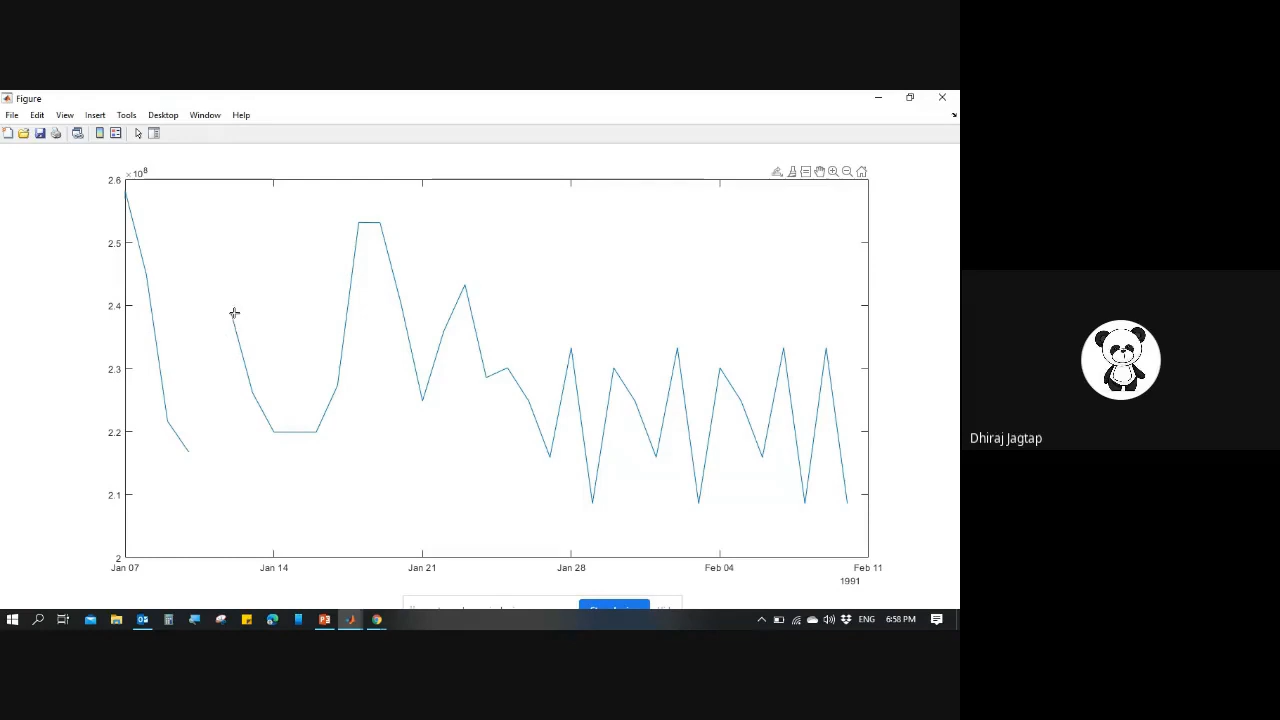 Figure
File Edit View Insert Tools Desktop Window Help
× 10⁸
2.6
2.5
2.4
2.3
2.2
2.1
2
Jan 07 Jan 14 Jan 21 Jan 28 Feb 04 Feb 11
1991
Dhiraj Jagtap
ENG 6:58 PM